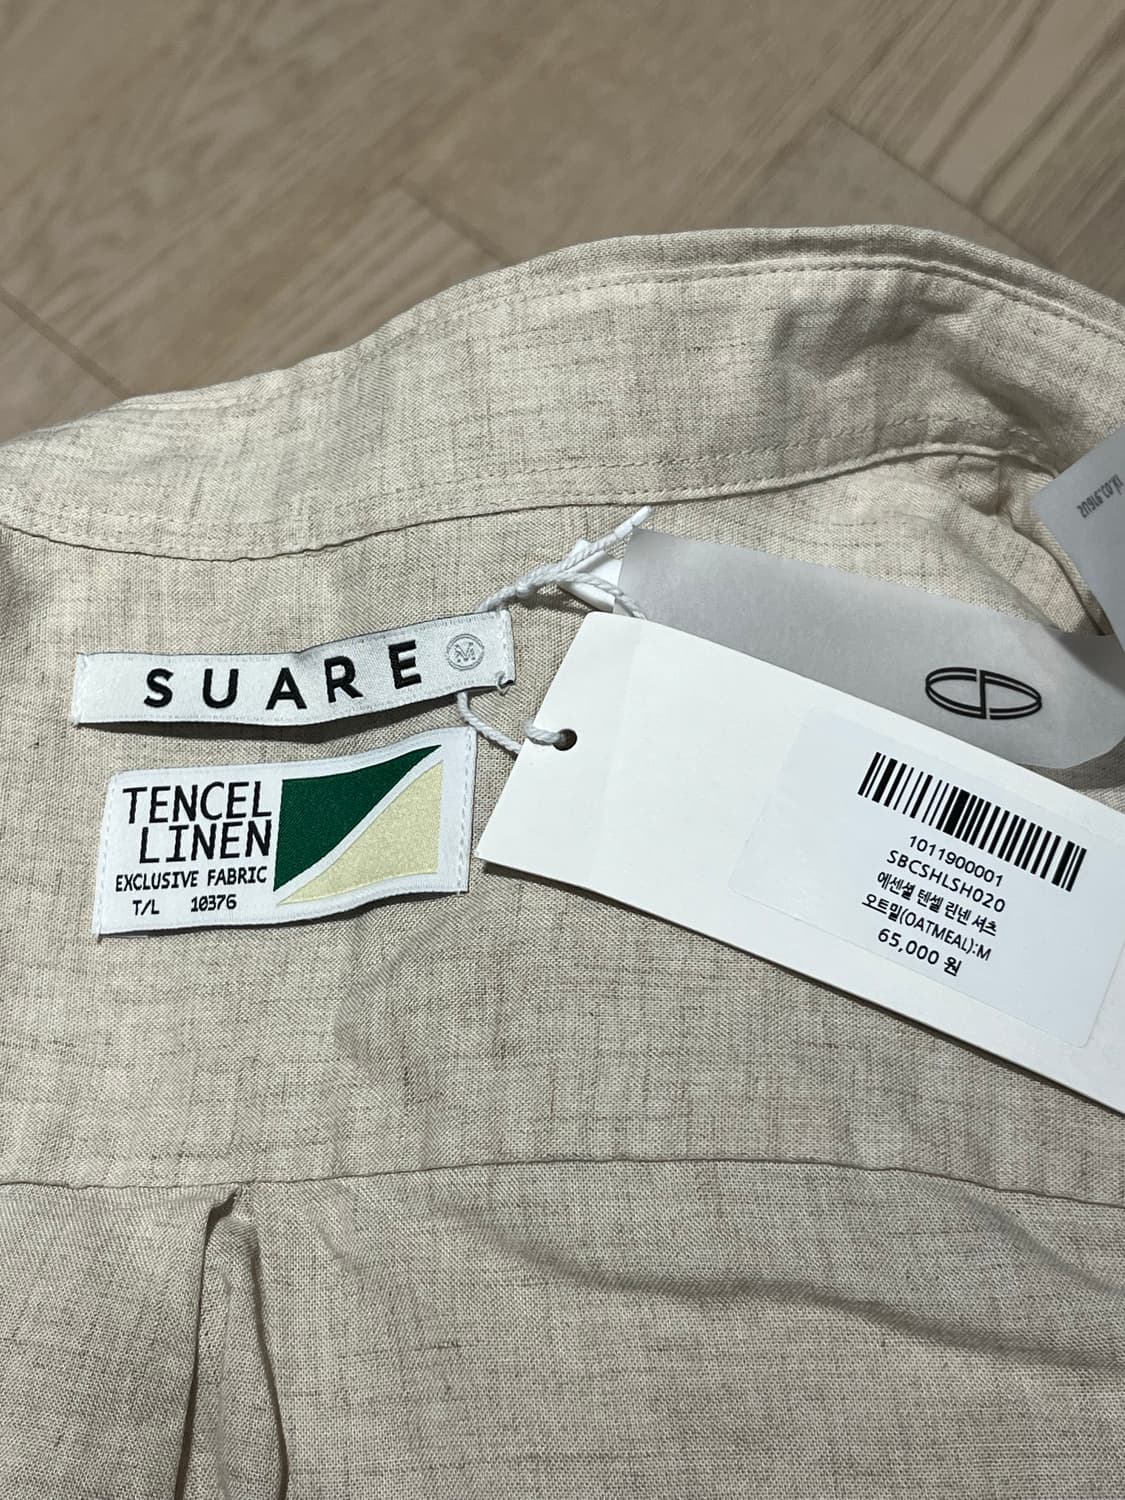 SUARE M
TENCEL
LINEN
EXCLUSIVE FABRIC
T/L 10376
1011900001
SBCSHLSH020
에센셜 텐셀 린넨 셔츠
오트밀(OATMEAL):M
65,000 원